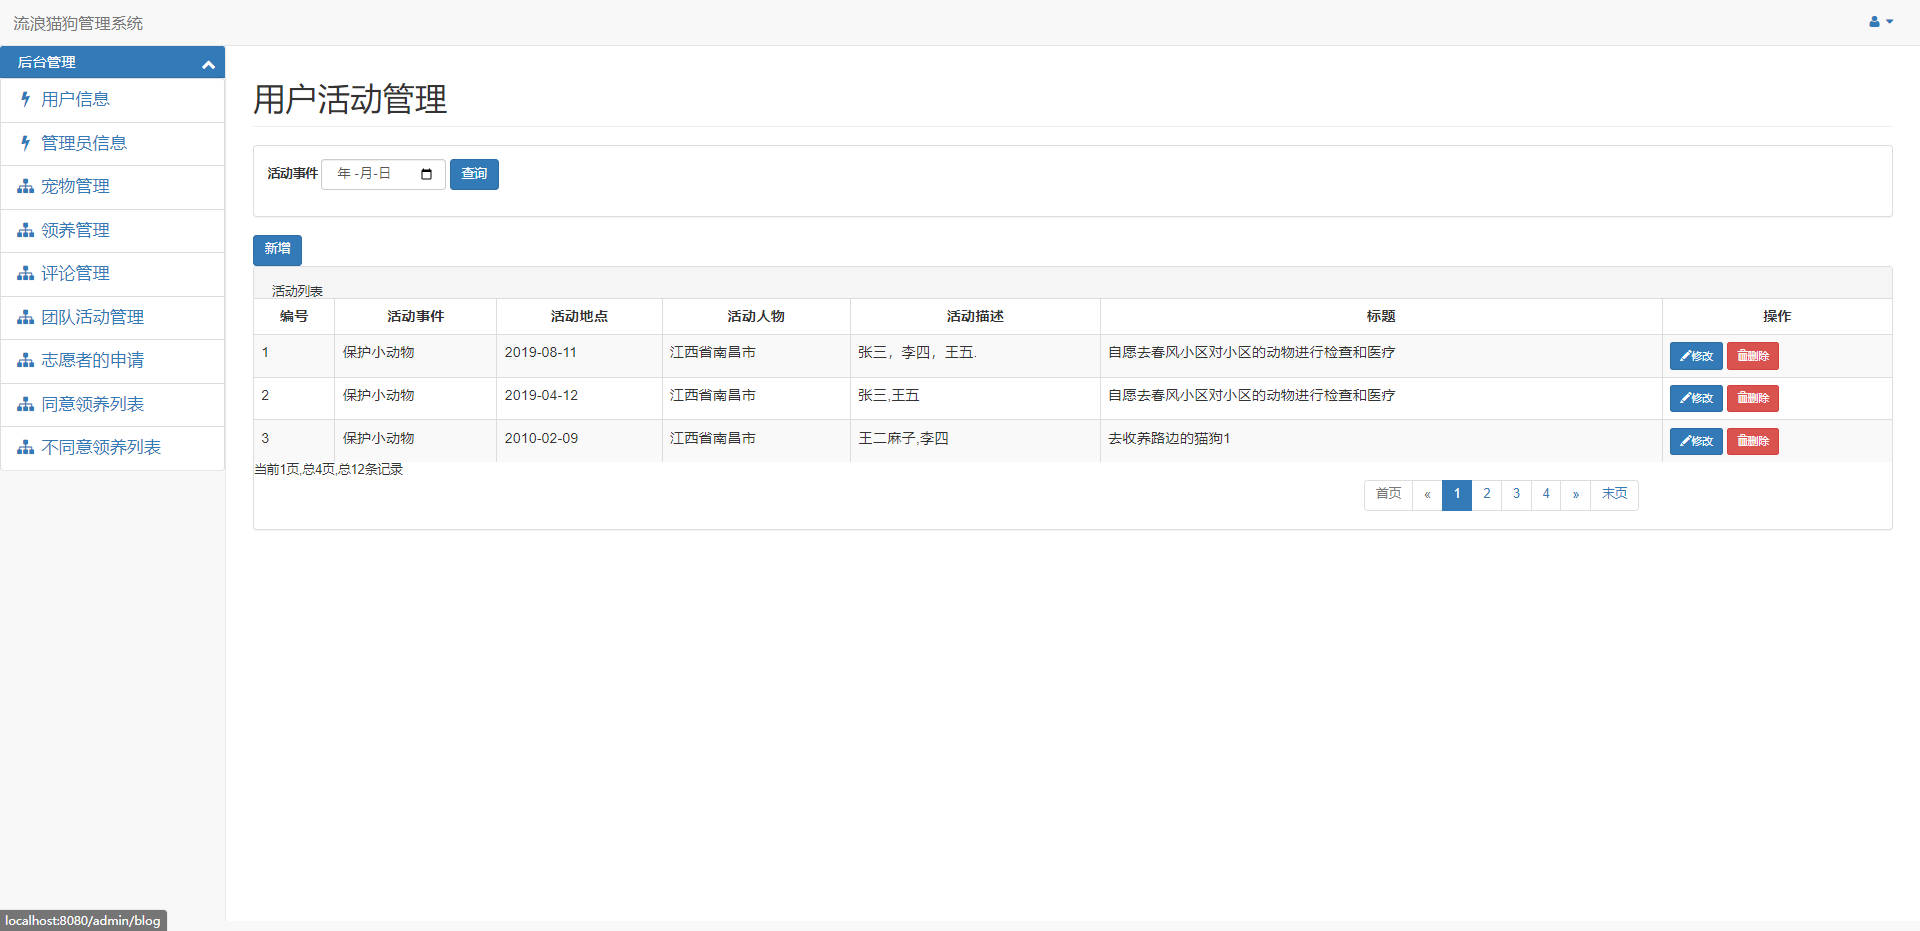 流浪猫狗管理系统
后台管理
用户信息
管理员信息
宠物管理
领养管理
评论管理
团队活动管理
志愿者的申请
同意领养列表
不同意领养列表
用户活动管理
活动事件 年 -月-日 查询
新增
活动列表
编号 活动事件 活动地点 活动人物 活动描述 标题 操作
1 保护小动物 2019-08-11 江西省南昌市 张三，李四，王五. 自愿去春风小区对小区的动物进行检查和医疗 修改 删除
2 保护小动物 2019-04-12 江西省南昌市 张三,王五 自愿去春风小区对小区的动物进行检查和医疗 修改 删除
3 保护小动物 2010-02-09 江西省南昌市 王二麻子,李四 去收养路边的猫狗1 修改 删除
当前1页,总4页,总12条记录
首页 « 1 2 3 4 » 末页
localhost:8080/admin/blog